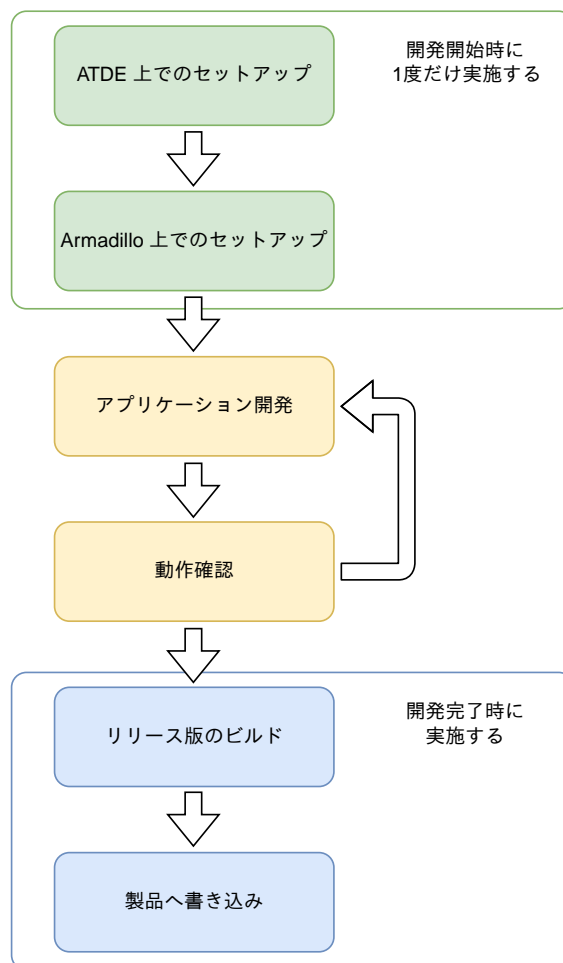 ATDE 上でのセットアップ
開発開始時に
1度だけ実施する
Armadillo 上でのセットアップ
アプリケーション開発
動作確認
リリース版のビルド
開発完了時に
実施する
製品へ書き込み